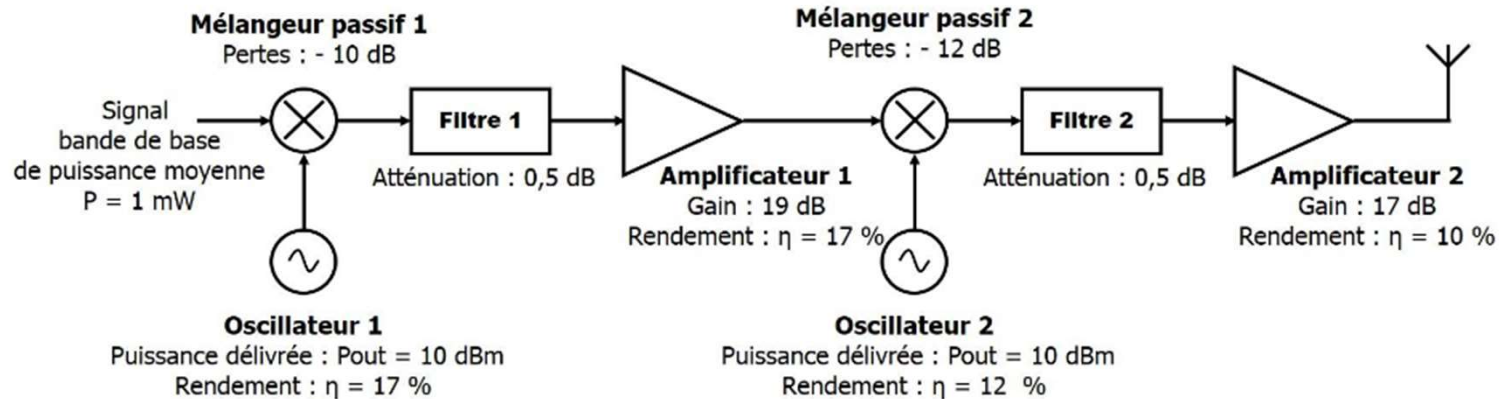 Mélangeur passif 1
Pertes : - 10 dB
Signal
bande de base
de puissance moyenne
P = 1 mW
Filtre 1
Atténuation : 0,5 dB
Oscillateur 1
Puissance délivrée : Pout = 10 dBm
Rendement : η = 17 %
Amplificateur 1
Gain : 19 dB
Rendement : η = 17 %
Mélangeur passif 2
Pertes : - 12 dB
Oscillateur 2
Puissance délivrée : Pout = 10 dBm
Rendement : η = 12 %
Filtre 2
Atténuation : 0,5 dB
Amplificateur 2
Gain : 17 dB
Rendement : η = 10 %